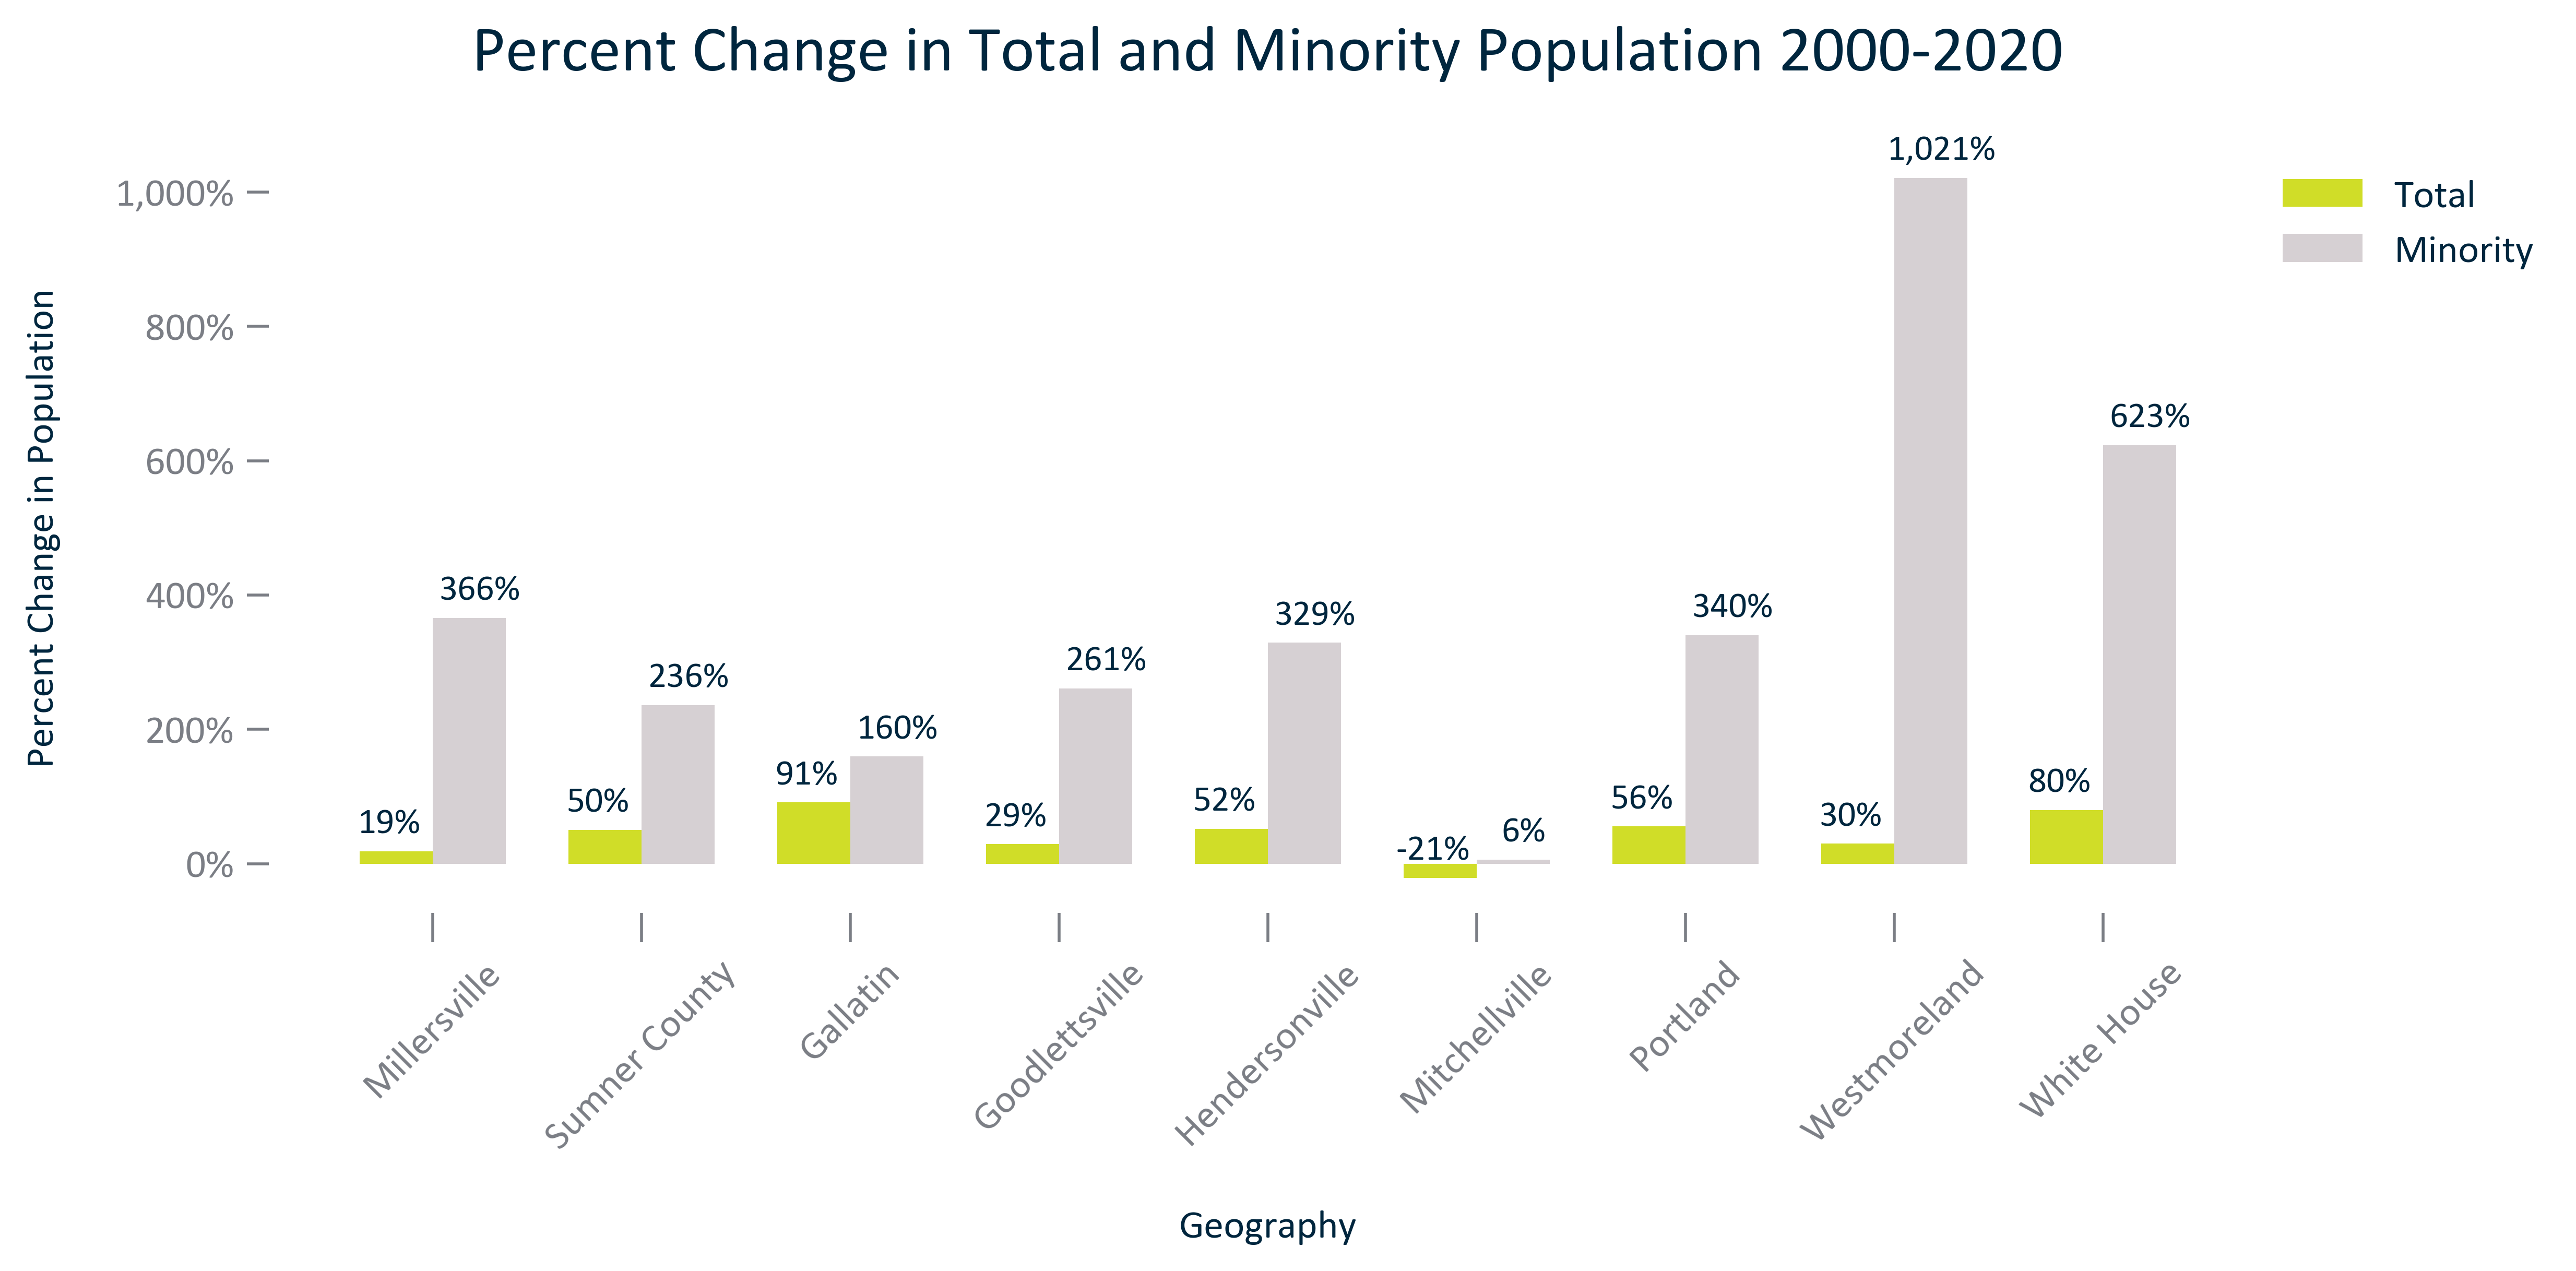 Percent Change in Total and Minority Population 2000-2020
Percent Change in Population
1,000%
800%
600%
400%
200%
0%
19%
366%
50%
236%
91%
160%
29%
261%
52%
329%
-21%
6%
56%
340%
30%
1,021%
80%
623%
Total
Minority
Millersville
Sumner County
Gallatin
Goodlettsville
Hendersonville
Mitchellville
Portland
Westmoreland
White House
Geography